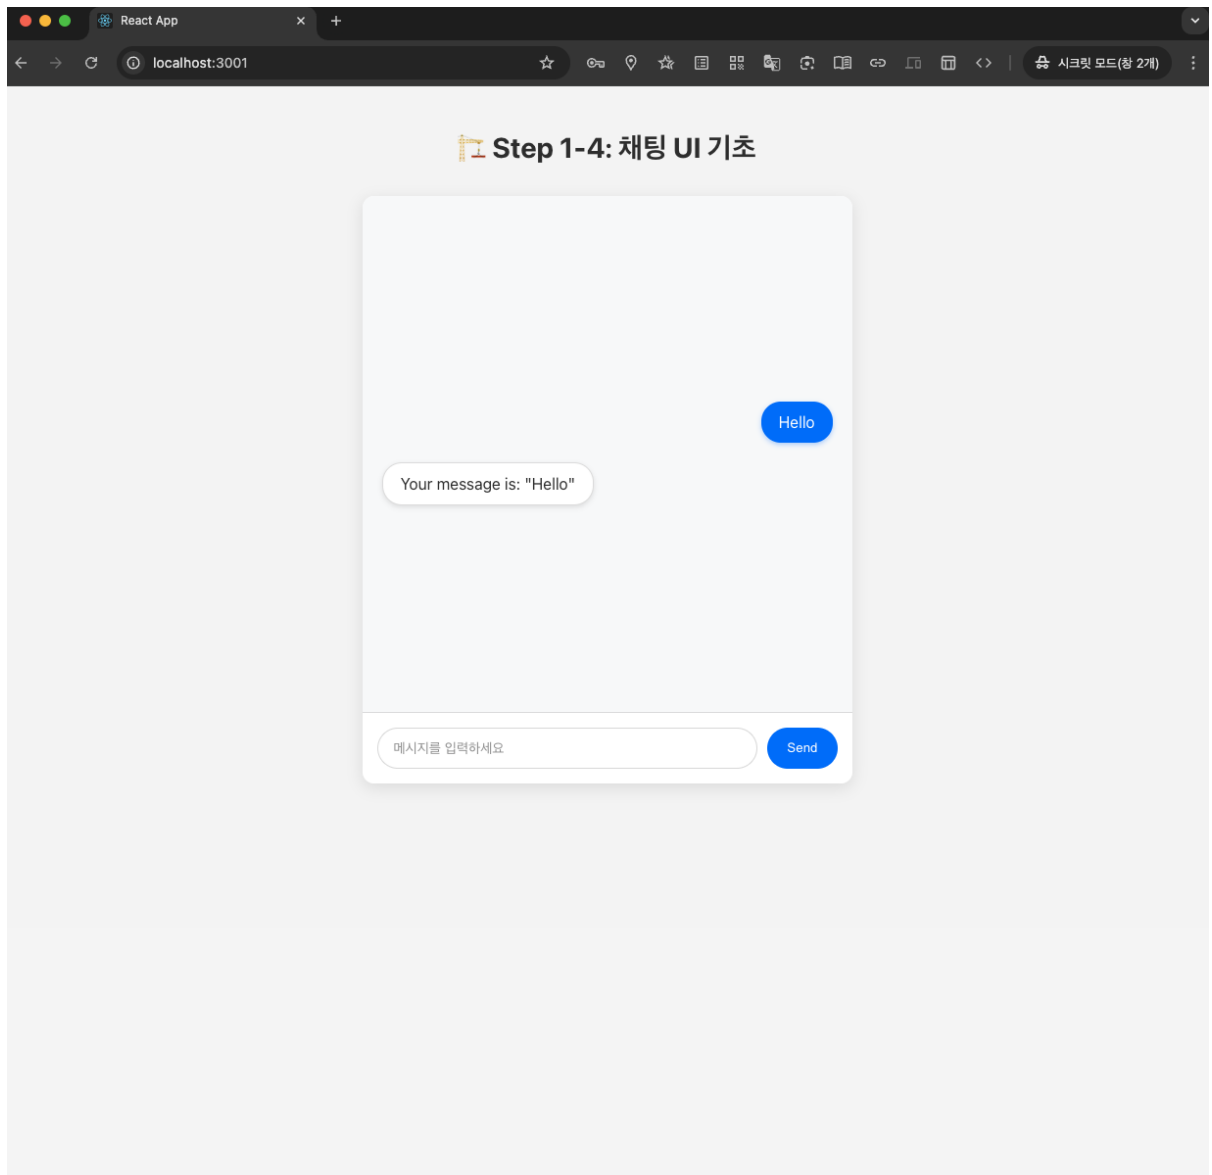 React App
localhost:3001
시크릿 모드(창 2개)
Step 1-4: 채팅 UI 기초
Hello
Your message is: "Hello"
메시지를 입력하세요
Send